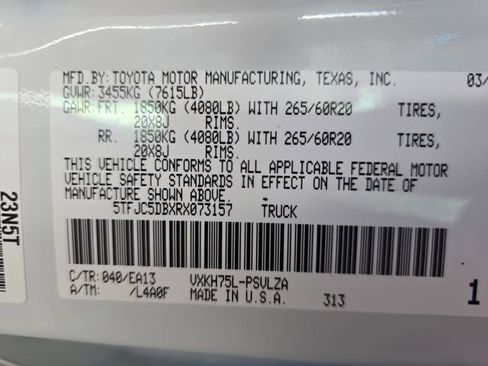 MFD.BY:TOYOTA MOTOR MANUFACTURING, TEXAS, INC. 03/
GVWR:3455KG (7615LB)
GAWR:FRT. 1850KG (4080LB) WITH 265/60R20 TIRES,
20X8J RIMS.
RR. 1850KG (4080LB) WITH 265/60R20 TIRES,
20X8J RIMS.
THIS VEHICLE CONFORMS TO ALL APPLICABLE FEDERAL MOTOR
VEHICLE SAFETY STANDARDS IN EFFECT ON THE DATE OF
MANUFACTURE SHOWN ABOVE.
5TFJC5DBXRX073157 TRUCK
C/TR:040/EA13 VXKH75L-PSVLZA
A/TM: /L4A0F MADE IN U.S.A. 313 1
23N5T